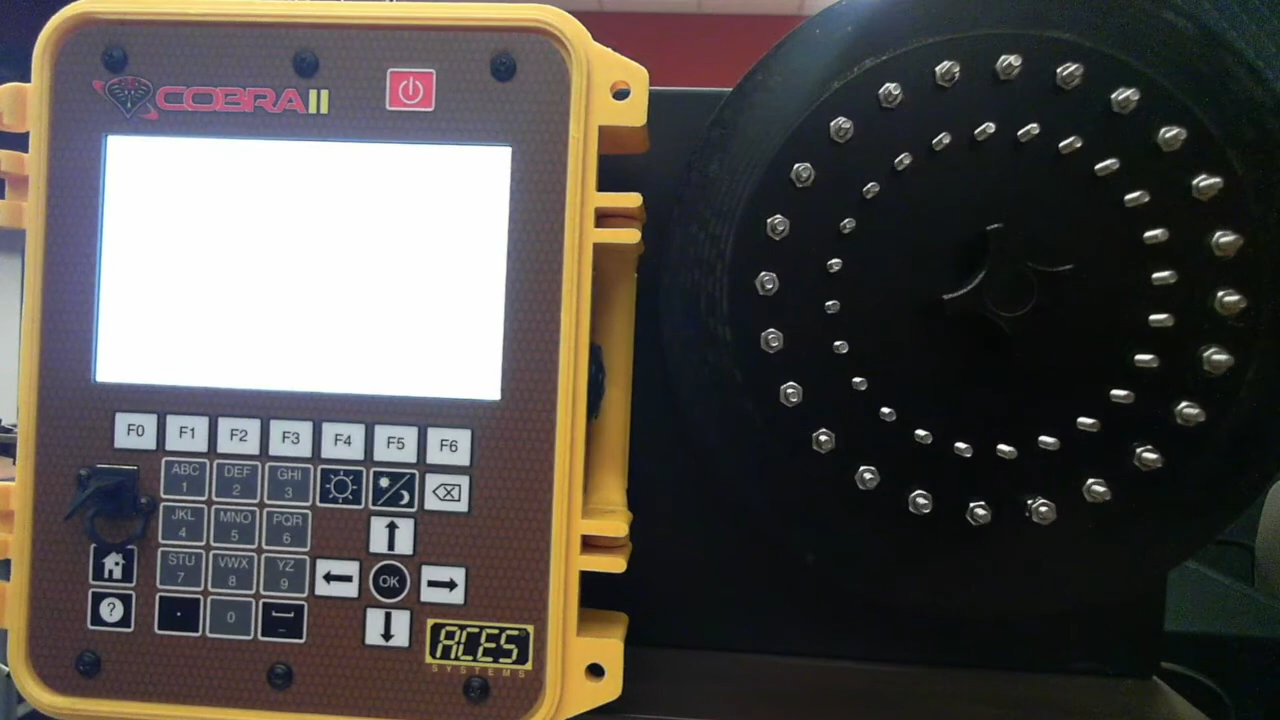 COBRA II
F0 F1 F2 F3 F4 F5 F6
ABC 1 DEF 2 GHI 3
JKL 4 MNO 5 PQR 6
STU 7 VWX 8 YZ 9
OK
? . 0
ACES
SYSTEMS